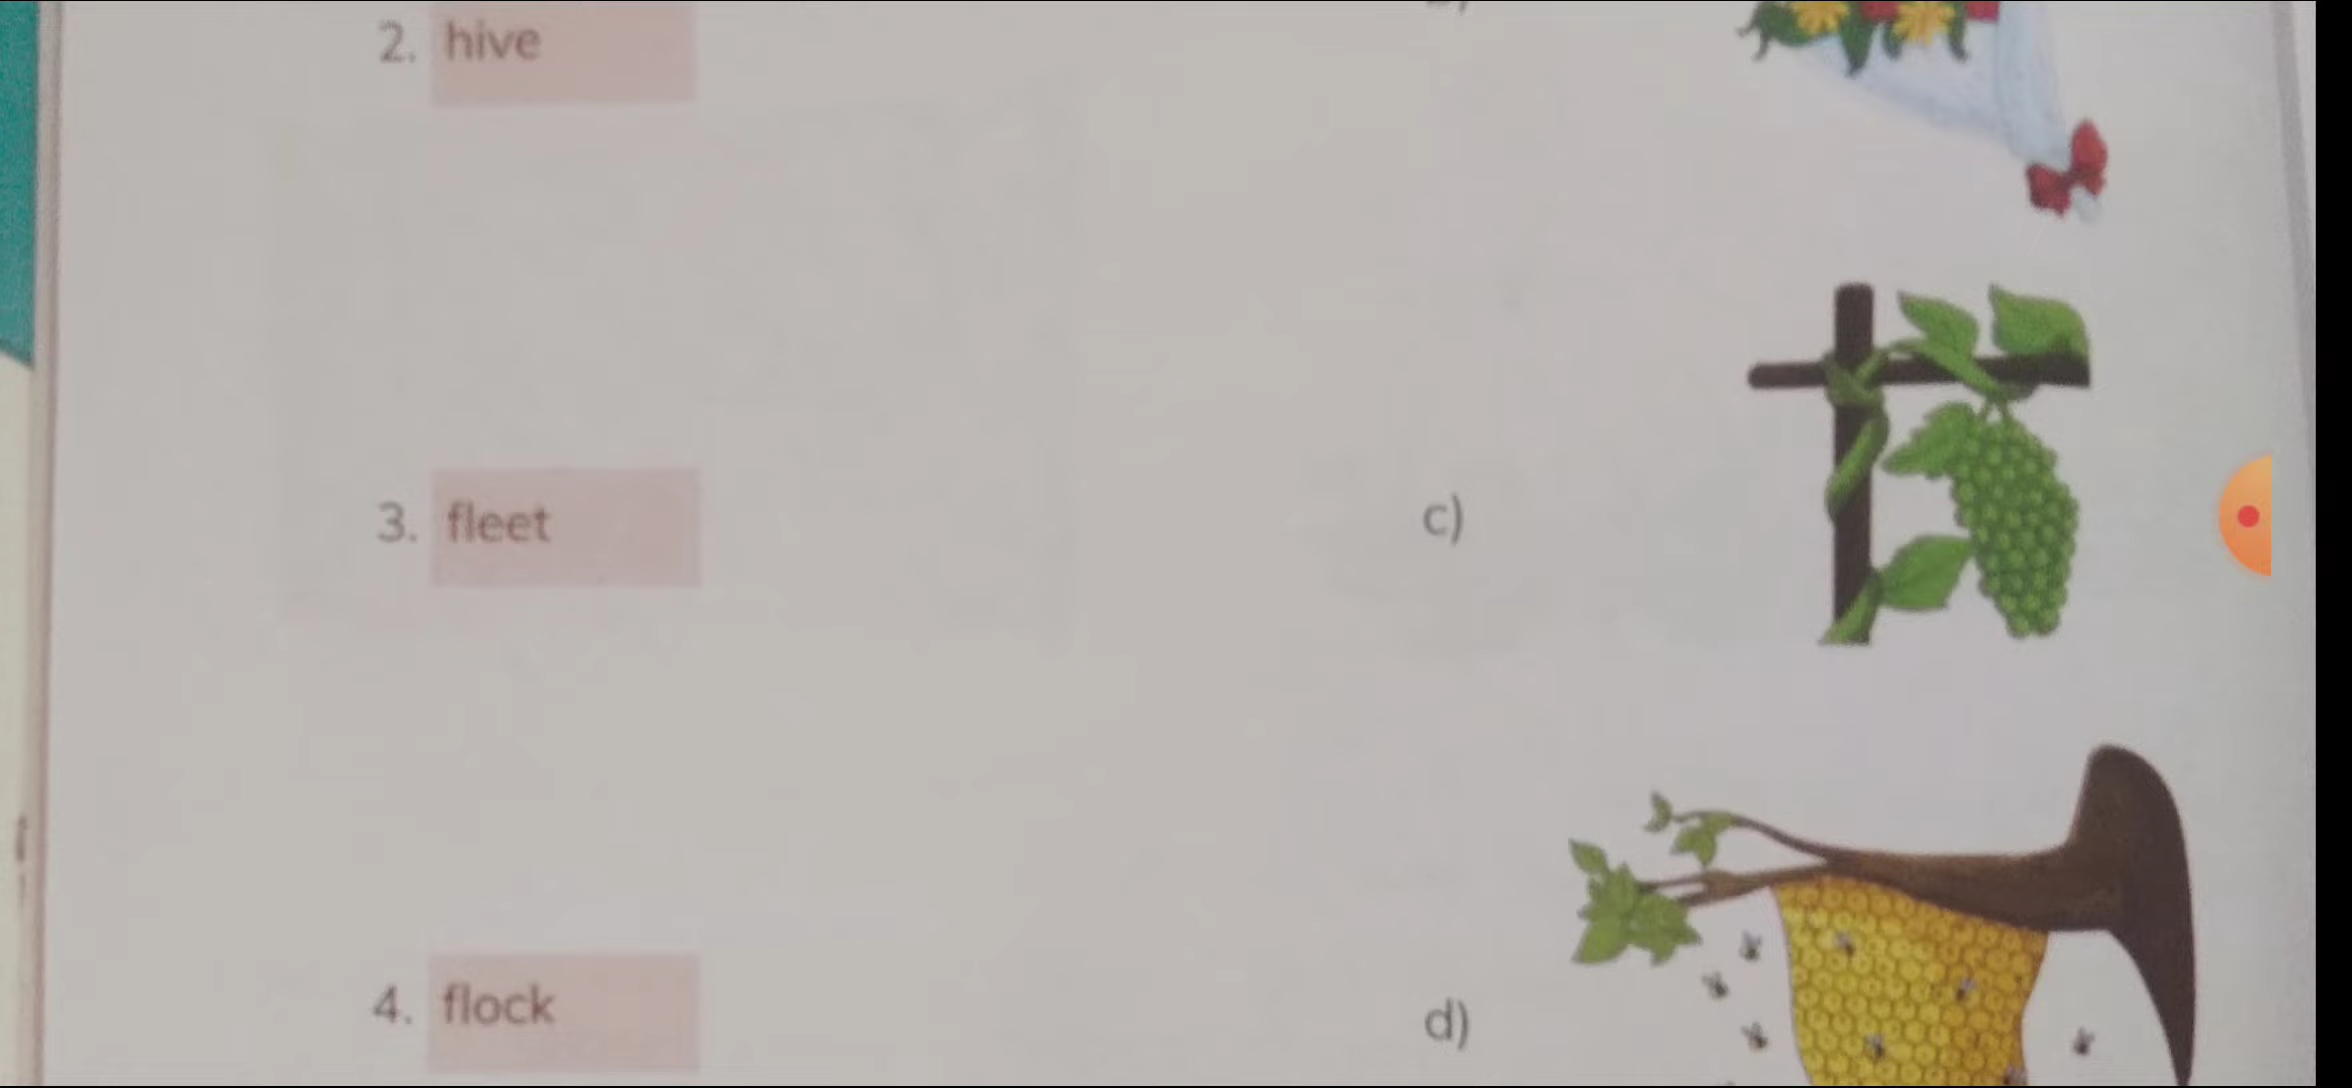 2. hive
3. fleet
c)
4. flock
d)